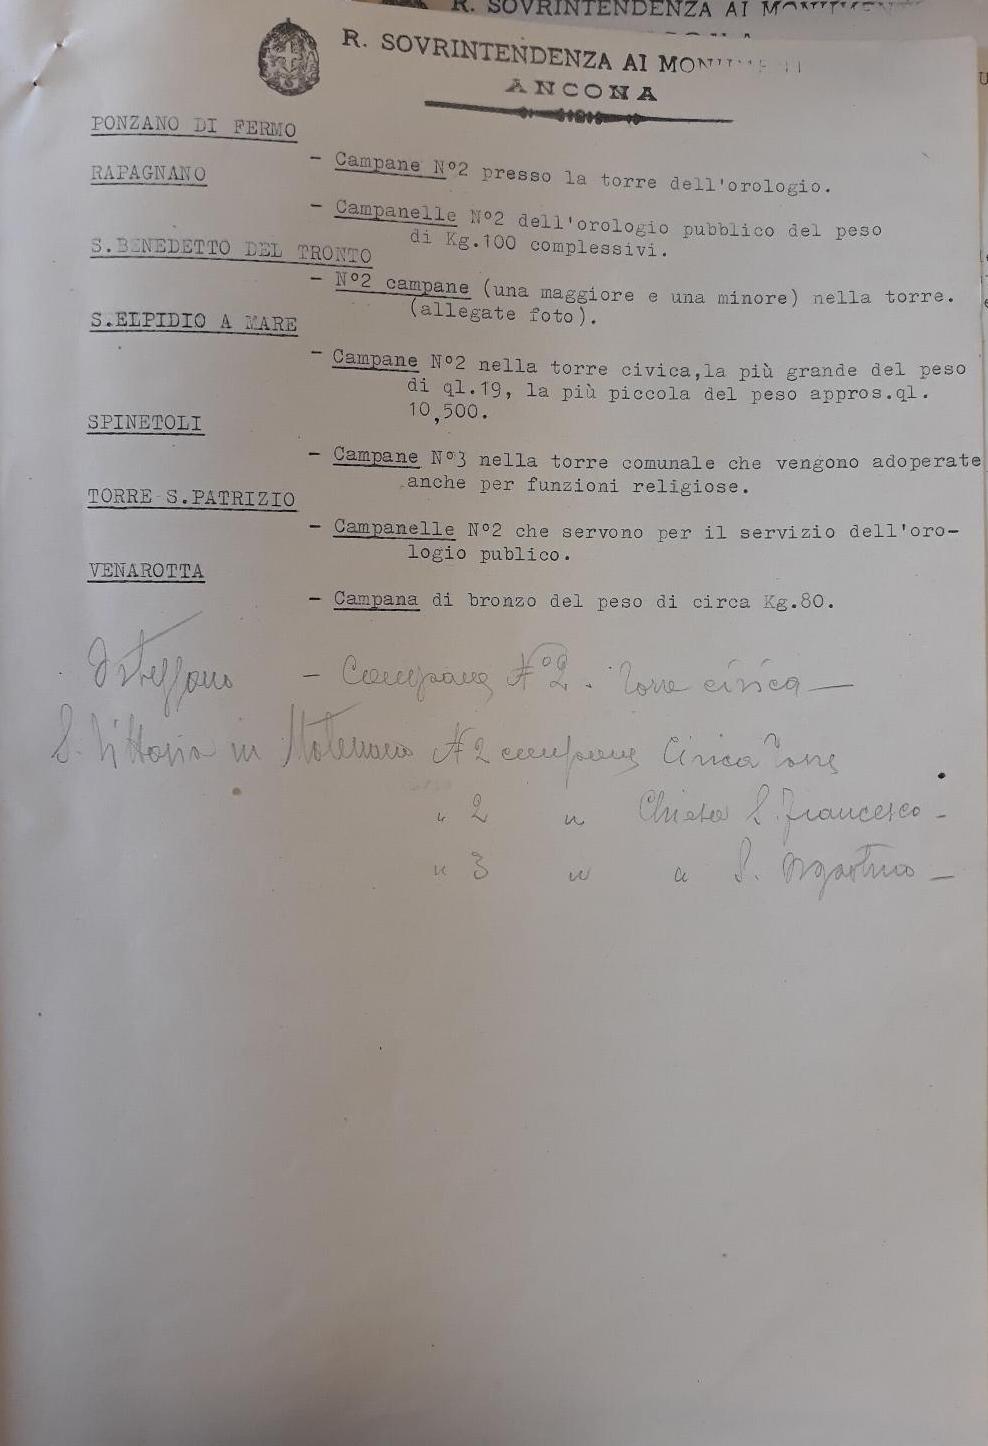 R. SOVRINTENDENZA AI MONUMENTI
R. SOVRINTENDENZA AI MONUMENTI
ANCONA
PONZANO DI FERMO
- Campane N°2 presso la torre dell'orologio.
RAPAGNANO
- Campanelle N°2 dell'orologio pubblico del peso
di Kg.100 complessivi.
S.BENEDETTO DEL TRONTO
- N°2 campane (una maggiore e una minore) nella torre.
(allegate foto).
S.ELPIDIO A MARE
- Campane N°2 nella torre civica,la più grande del peso
di ql.19, la più piccola del peso appros.ql.
10,500.
SPINETOLI
- Campane N°3 nella torre comunale che vengono adoperate
anche per funzioni religiose.
TORRE S.PATRIZIO
- Campanelle N°2 che servono per il servizio dell'oro-
logio publico.
VENAROTTA
- Campana di bronzo del peso di circa Kg.80.
- Campane N°2. Torre civica -
S. Vittoria in Matenano N 2 campane Civica Torre
" 2 " Chiesa S. Francesco -
" 3 " " S. Agostino -